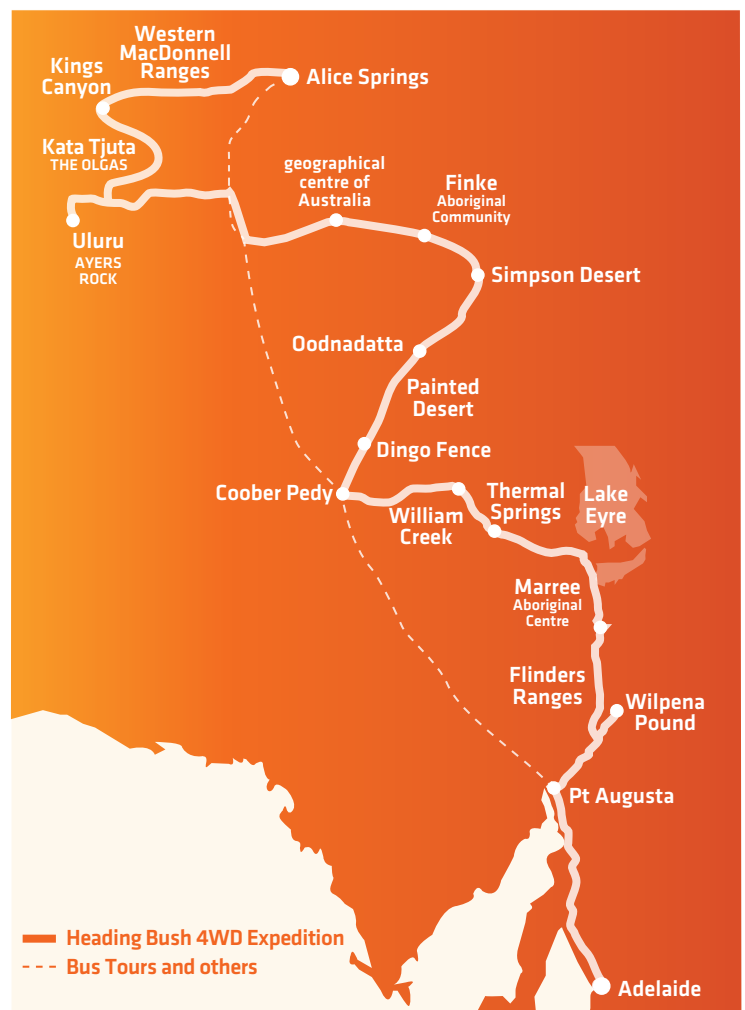 Western
MacDonnell
Ranges
Kings
Canyon
Alice Springs
Kata Tjuta
THE OLGAS
geographical
centre of
Australia
Finke
Aboriginal
Community
Uluru
AYERS
ROCK
Simpson Desert
Oodnadatta
Painted
Desert
Dingo Fence
Coober Pedy
William
Creek
Thermal
Springs
Lake
Eyre
Marree
Aboriginal
Centre
Flinders
Ranges
Wilpena
Pound
Pt Augusta
Heading Bush 4WD Expedition
Bus Tours and others
Adelaide